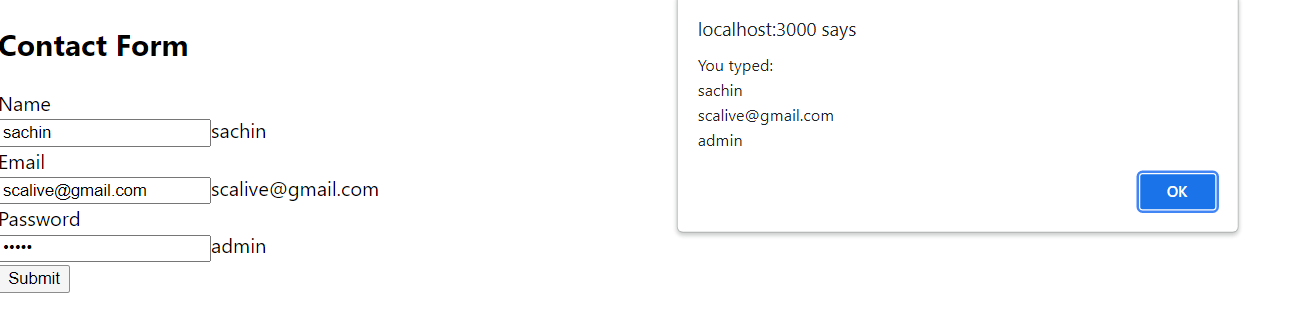 Contact Form
Name
sachin sachin
Email
scalive@gmail.com scalive@gmail.com
Password
••••• admin
Submit
localhost:3000 says
You typed:
sachin
scalive@gmail.com
admin
OK